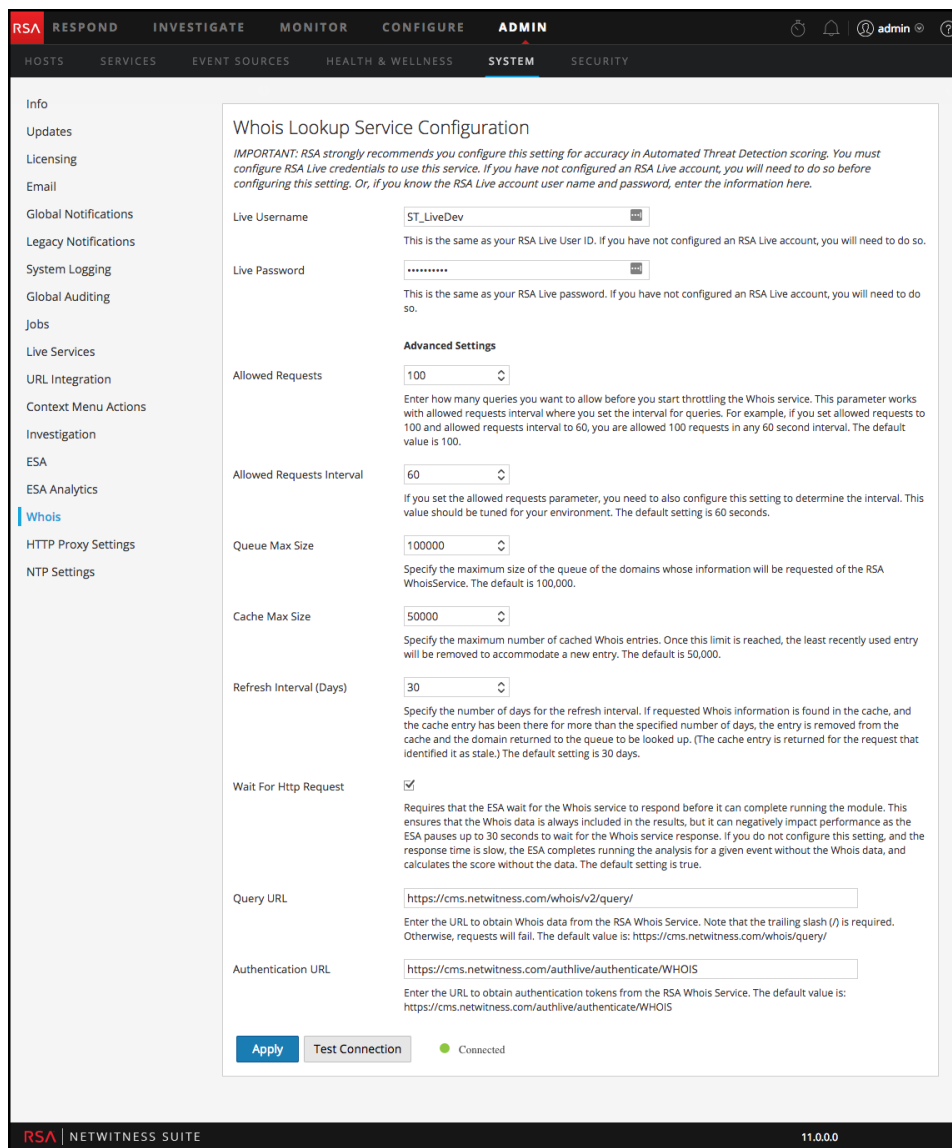 RSA RESPOND INVESTIGATE MONITOR CONFIGURE ADMIN admin
HOSTS SERVICES EVENT SOURCES HEALTH & WELLNESS SYSTEM SECURITY
Info
Updates
Licensing
Email
Global Notifications
Legacy Notifications
System Logging
Global Auditing
Jobs
Live Services
URL Integration
Context Menu Actions
Investigation
ESA
ESA Analytics
Whois
HTTP Proxy Settings
NTP Settings
Whois Lookup Service Configuration
IMPORTANT: RSA strongly recommends you configure this setting for accuracy in Automated Threat Detection scoring. You must
configure RSA Live credentials to use this service. If you have not configured an RSA Live account, you will need to do so before
configuring this setting. Or, if you know the RSA Live account user name and password, enter the information here.
Live Username ST_LiveDev
This is the same as your RSA Live User ID. If you have not configured an RSA Live account, you will need to do so.
Live Password ••••••••••
This is the same as your RSA Live password. If you have not configured an RSA Live account, you will need to do
so.
Advanced Settings
Allowed Requests 100
Enter how many queries you want to allow before you start throttling the Whois service. This parameter works
with allowed requests interval where you set the interval for queries. For example, if you set allowed requests to
100 and allowed requests interval to 60, you are allowed 100 requests in any 60 second interval. The default
value is 100.
Allowed Requests Interval 60
If you set the allowed requests parameter, you need to also configure this setting to determine the interval. This
value should be tuned for your environment. The default setting is 60 seconds.
Queue Max Size 100000
Specify the maximum size of the queue of the domains whose information will be requested of the RSA
WhoisService. The default is 100,000.
Cache Max Size 50000
Specify the maximum number of cached Whois entries. Once this limit is reached, the least recently used entry
will be removed to accommodate a new entry. The default is 50,000.
Refresh Interval (Days) 30
Specify the number of days for the refresh interval. If requested Whois information is found in the cache, and
the cache entry has been there for more than the specified number of days, the entry is removed from the
cache and the domain returned to the queue to be looked up. (The cache entry is returned for the request that
identified it as stale.) The default setting is 30 days.
Wait For Http Request
Requires that the ESA wait for the Whois service to respond before it can complete running the module. This
ensures that the Whois data is always included in the results, but it can negatively impact performance as the
ESA pauses up to 30 seconds to wait for the Whois service response. If you do not configure this setting, and the
response time is slow, the ESA completes running the analysis for a given event without the Whois data, and
calculates the score without the data. The default setting is true.
Query URL https://cms.netwitness.com/whois/v2/query/
Enter the URL to obtain Whois data from the RSA Whois Service. Note that the trailing slash (/) is required.
Otherwise, requests will fail. The default value is: https://cms.netwitness.com/whois/query/
Authentication URL https://cms.netwitness.com/authlive/authenticate/WHOIS
Enter the URL to obtain authentication tokens from the RSA Whois Service. The default value is:
https://cms.netwitness.com/authlive/authenticate/WHOIS
Apply Test Connection Connected
RSA NETWITNESS SUITE 11.0.0.0